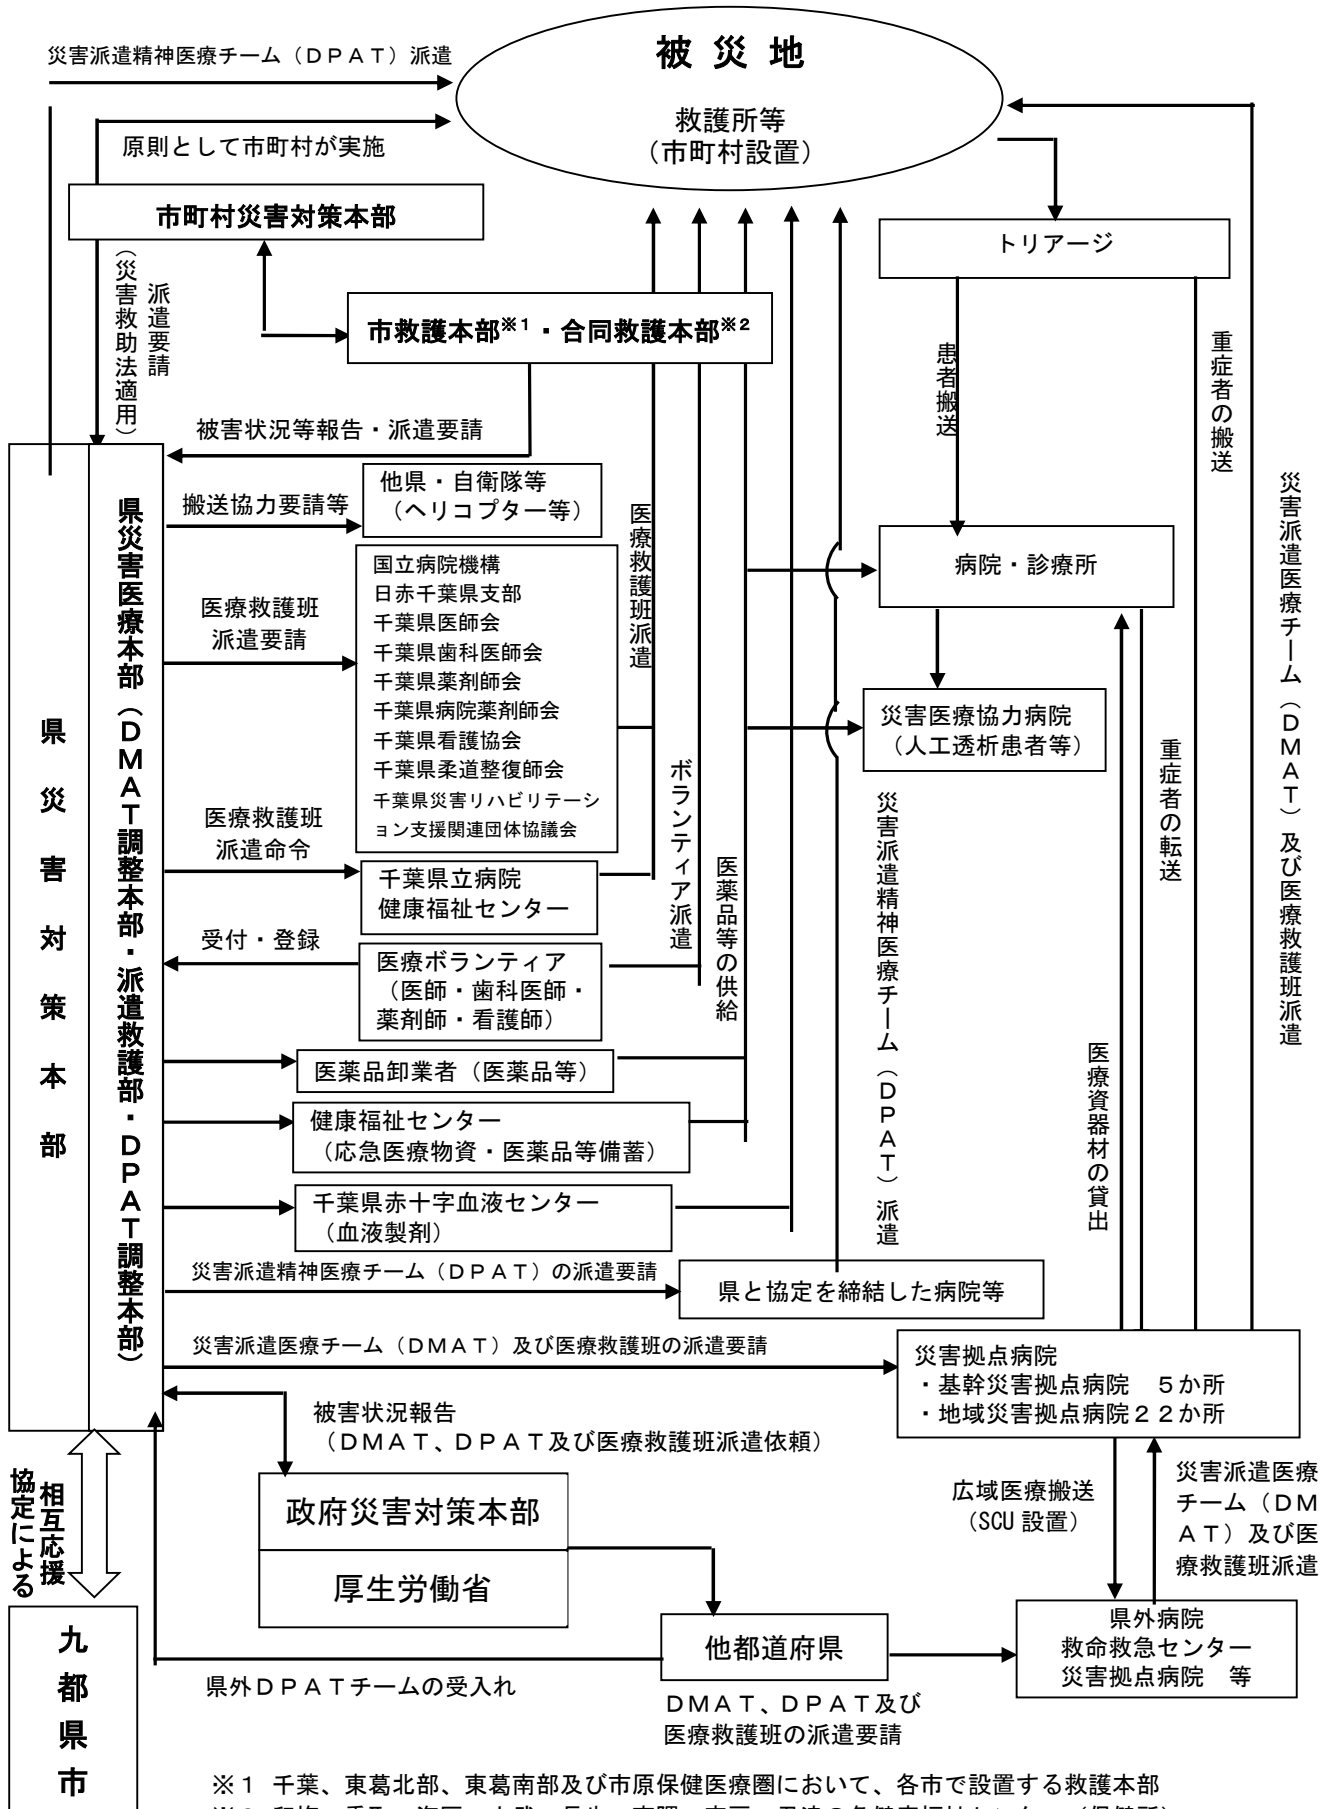 災害派遣精神医療チーム（ＤＰＡＴ）派遣
被 災 地
救護所等
（市町村設置）
原則として市町村が実施
市町村災害対策本部
トリアージ
派遣要請
（災害救助法適用）
市救護本部※1・合同救護本部※2
患者搬送
重症者の搬送
被害状況等報告・派遣要請
搬送協力要請等
他県・自衛隊等
（ヘリコプター等）
医療救護班派遣
病院・診療所
災害派遣医療チーム（ＤＭＡＴ）及び医療救護班派遣
県災害対策本部
県災害医療本部（ＤＭＡＴ調整本部・派遣救護部・ＤＰＡＴ調整本部）
医療救護班
派遣要請
国立病院機構
日赤千葉県支部
千葉県医師会
千葉県歯科医師会
千葉県薬剤師会
千葉県病院薬剤師会
千葉県看護協会
千葉県柔道整復師会
千葉県災害リハビリテーシ
ョン支援関連団体協議会
災害医療協力病院
（人工透析患者等）
重症者の転送
ボランティア派遣
医療救護班
派遣命令
千葉県立病院
健康福祉センター
医薬品等の供給
災害派遣精神医療チーム（ＤＰＡＴ）派遣
受付・登録
医療ボランティア
（医師・歯科医師・
薬剤師・看護師）
医薬品卸業者（医薬品等）
医療資器材の貸出
健康福祉センター
（応急医療物資・医薬品等備蓄）
千葉県赤十字血液センター
（血液製剤）
災害派遣精神医療チーム（ＤＰＡＴ）の派遣要請
県と協定を締結した病院等
災害派遣医療チーム（ＤＭＡＴ）及び医療救護班の派遣要請
災害拠点病院
・基幹災害拠点病院　５か所
・地域災害拠点病院２２か所
被害状況報告
（ＤＭＡＴ、ＤＰＡＴ及び医療救護班派遣依頼）
相互応援
協定による
政府災害対策本部
厚生労働省
広域医療搬送
（SCU 設置）
災害派遣医療
チーム（ＤＭ
ＡＴ）及び医
療救護班派遣
他都道府県
県外病院
救命救急センター
災害拠点病院　等
県外ＤＰＡＴチームの受入れ
ＤＭＡＴ、ＤＰＡＴ及び
医療救護班の派遣要請
九都県市
※１ 千葉、東葛北部、東葛南部及び市原保健医療圏において、各市で設置する救護本部